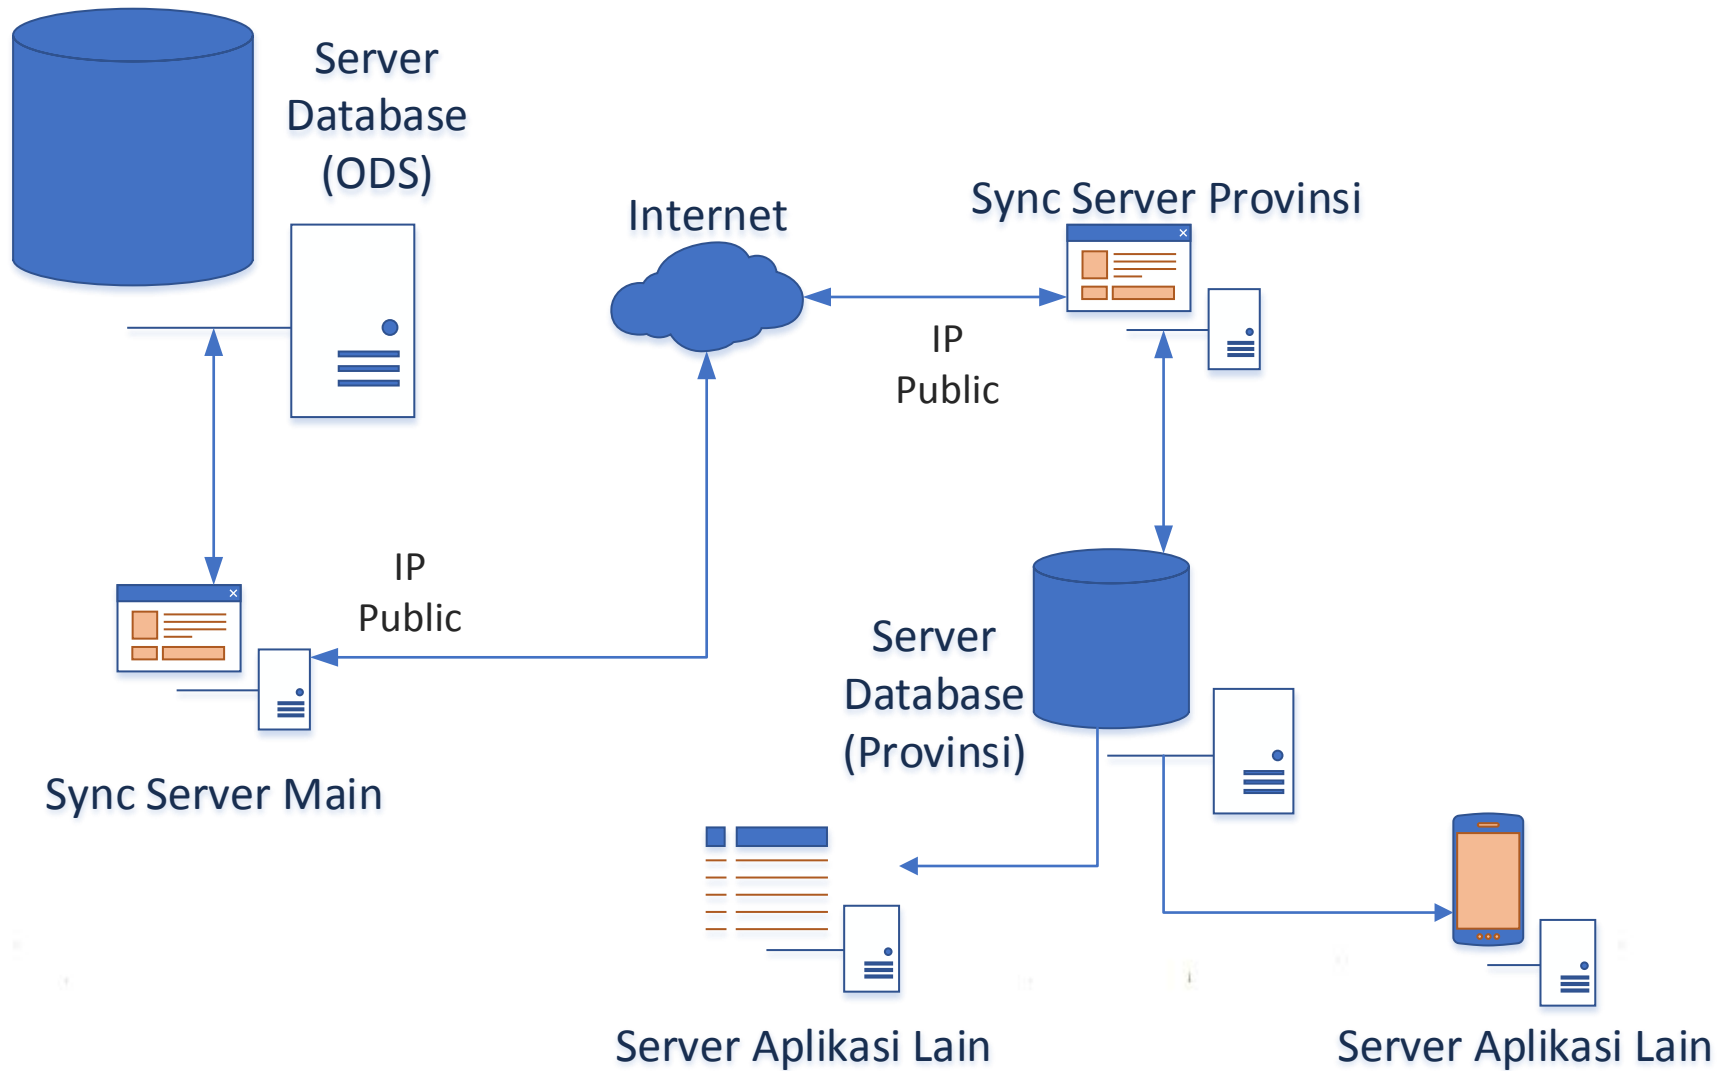 Server
Database
(ODS)
Internet
Sync Server Provinsi
IP
Public
IP
Public
Server
Database
(Provinsi)
Sync Server Main
Server Aplikasi Lain
Server Aplikasi Lain